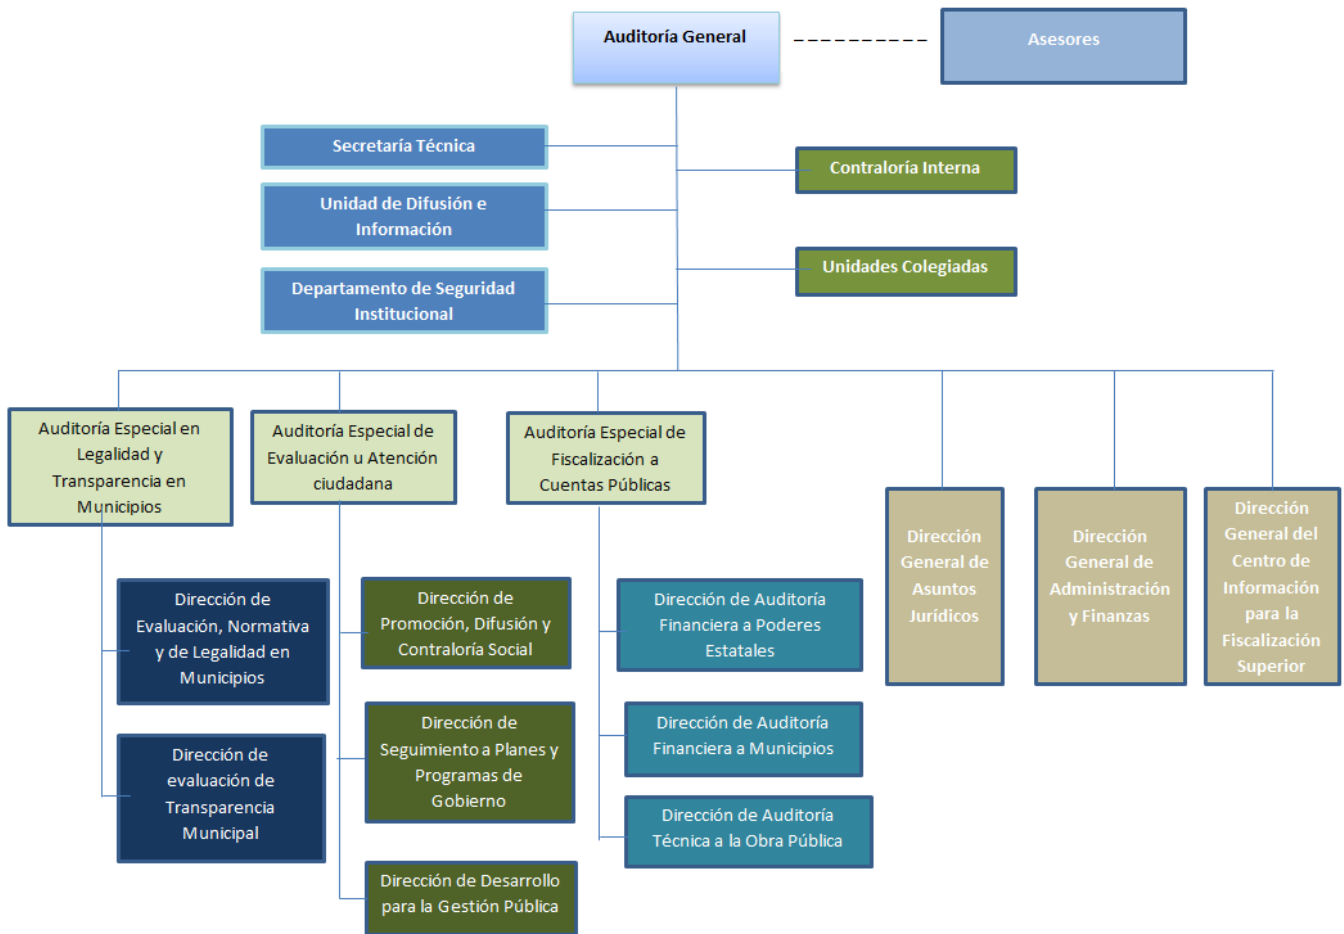 Auditoría General
Asesores
Secretaría Técnica
Contraloría Interna
Unidad de Difusión e
Información
Unidades Colegiadas
Departamento de Seguridad
Institucional
Auditoría Especial en
Legalidad y
Transparencia en
Municipios
Auditoría Especial de
Evaluación u Atención
ciudadana
Auditoría Especial de
Fiscalización a
Cuentas Públicas
Dirección
General de
Asuntos
Jurídicos
Dirección
General de
Administración
y Finanzas
Dirección
General del
Centro de
Información
para la
Fiscalización
Superior
Dirección de
Evaluación, Normativa
y de Legalidad en
Municipios
Dirección de
evaluación de
Transparencia
Municipal
Dirección de
Promoción, Difusión y
Contraloría Social
Dirección de
Seguimiento a Planes y
Programas de
Gobierno
Dirección de Desarrollo
para la Gestión Pública
Dirección de Auditoría
Financiera a Poderes
Estatales
Dirección de Auditoría
Financiera a Municipios
Dirección de Auditoría
Técnica a la Obra Pública